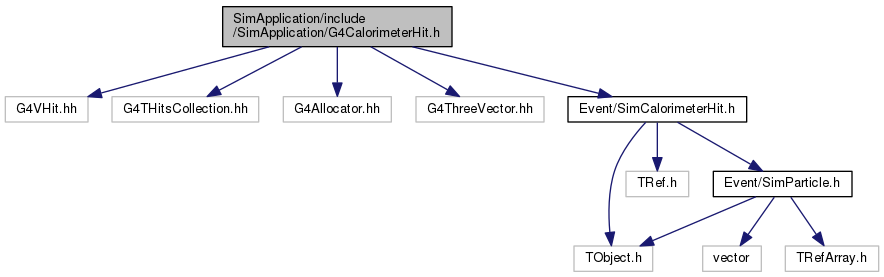 SimApplication/include
/SimApplication/G4CalorimeterHit.h
G4VHit.hh
G4THitsCollection.hh
G4Allocator.hh
G4ThreeVector.hh
Event/SimCalorimeterHit.h
TRef.h
Event/SimParticle.h
TObject.h
vector
TRefArray.h